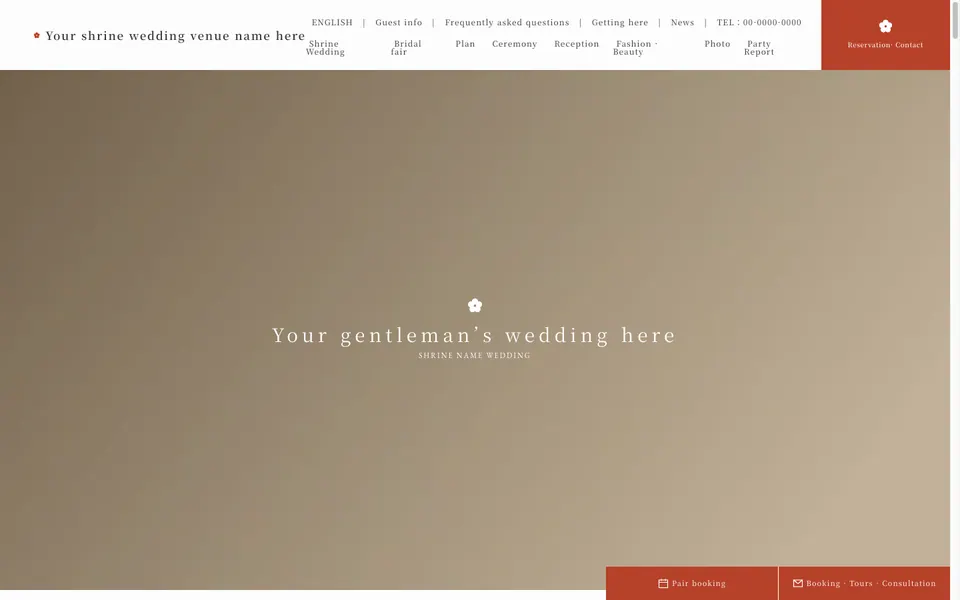 ENGLISH | Guest info | Frequently asked questions | Getting here | News | TEL：00-0000-0000
Your shrine wedding venue name here
Shrine Wedding
Bridal fair
Plan
Ceremony
Reception
Fashion · Beauty
Photo
Party Report
Reservation· Contact
Your gentleman’s wedding here
SHRINE NAME WEDDING
Pair booking
Booking · Tours · Consultation